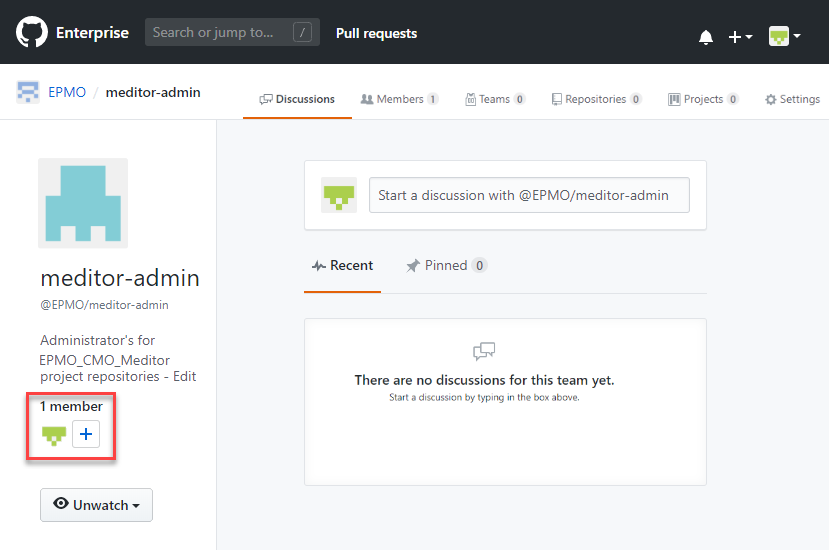 Enterprise
Search or jump to...
/
Pull requests
EPMO / meditor-admin
Discussions
Members 1
Teams 0
Repositories 0
Projects 0
Settings
Start a discussion with @EPMO/meditor-admin
Recent
Pinned 0
meditor-admin
@EPMO/meditor-admin
Administrator's for
EPMO_CMO_Meditor
project repositories - Edit
1 member
+
Unwatch
There are no discussions for this team yet.
Start a discussion by typing in the box above.